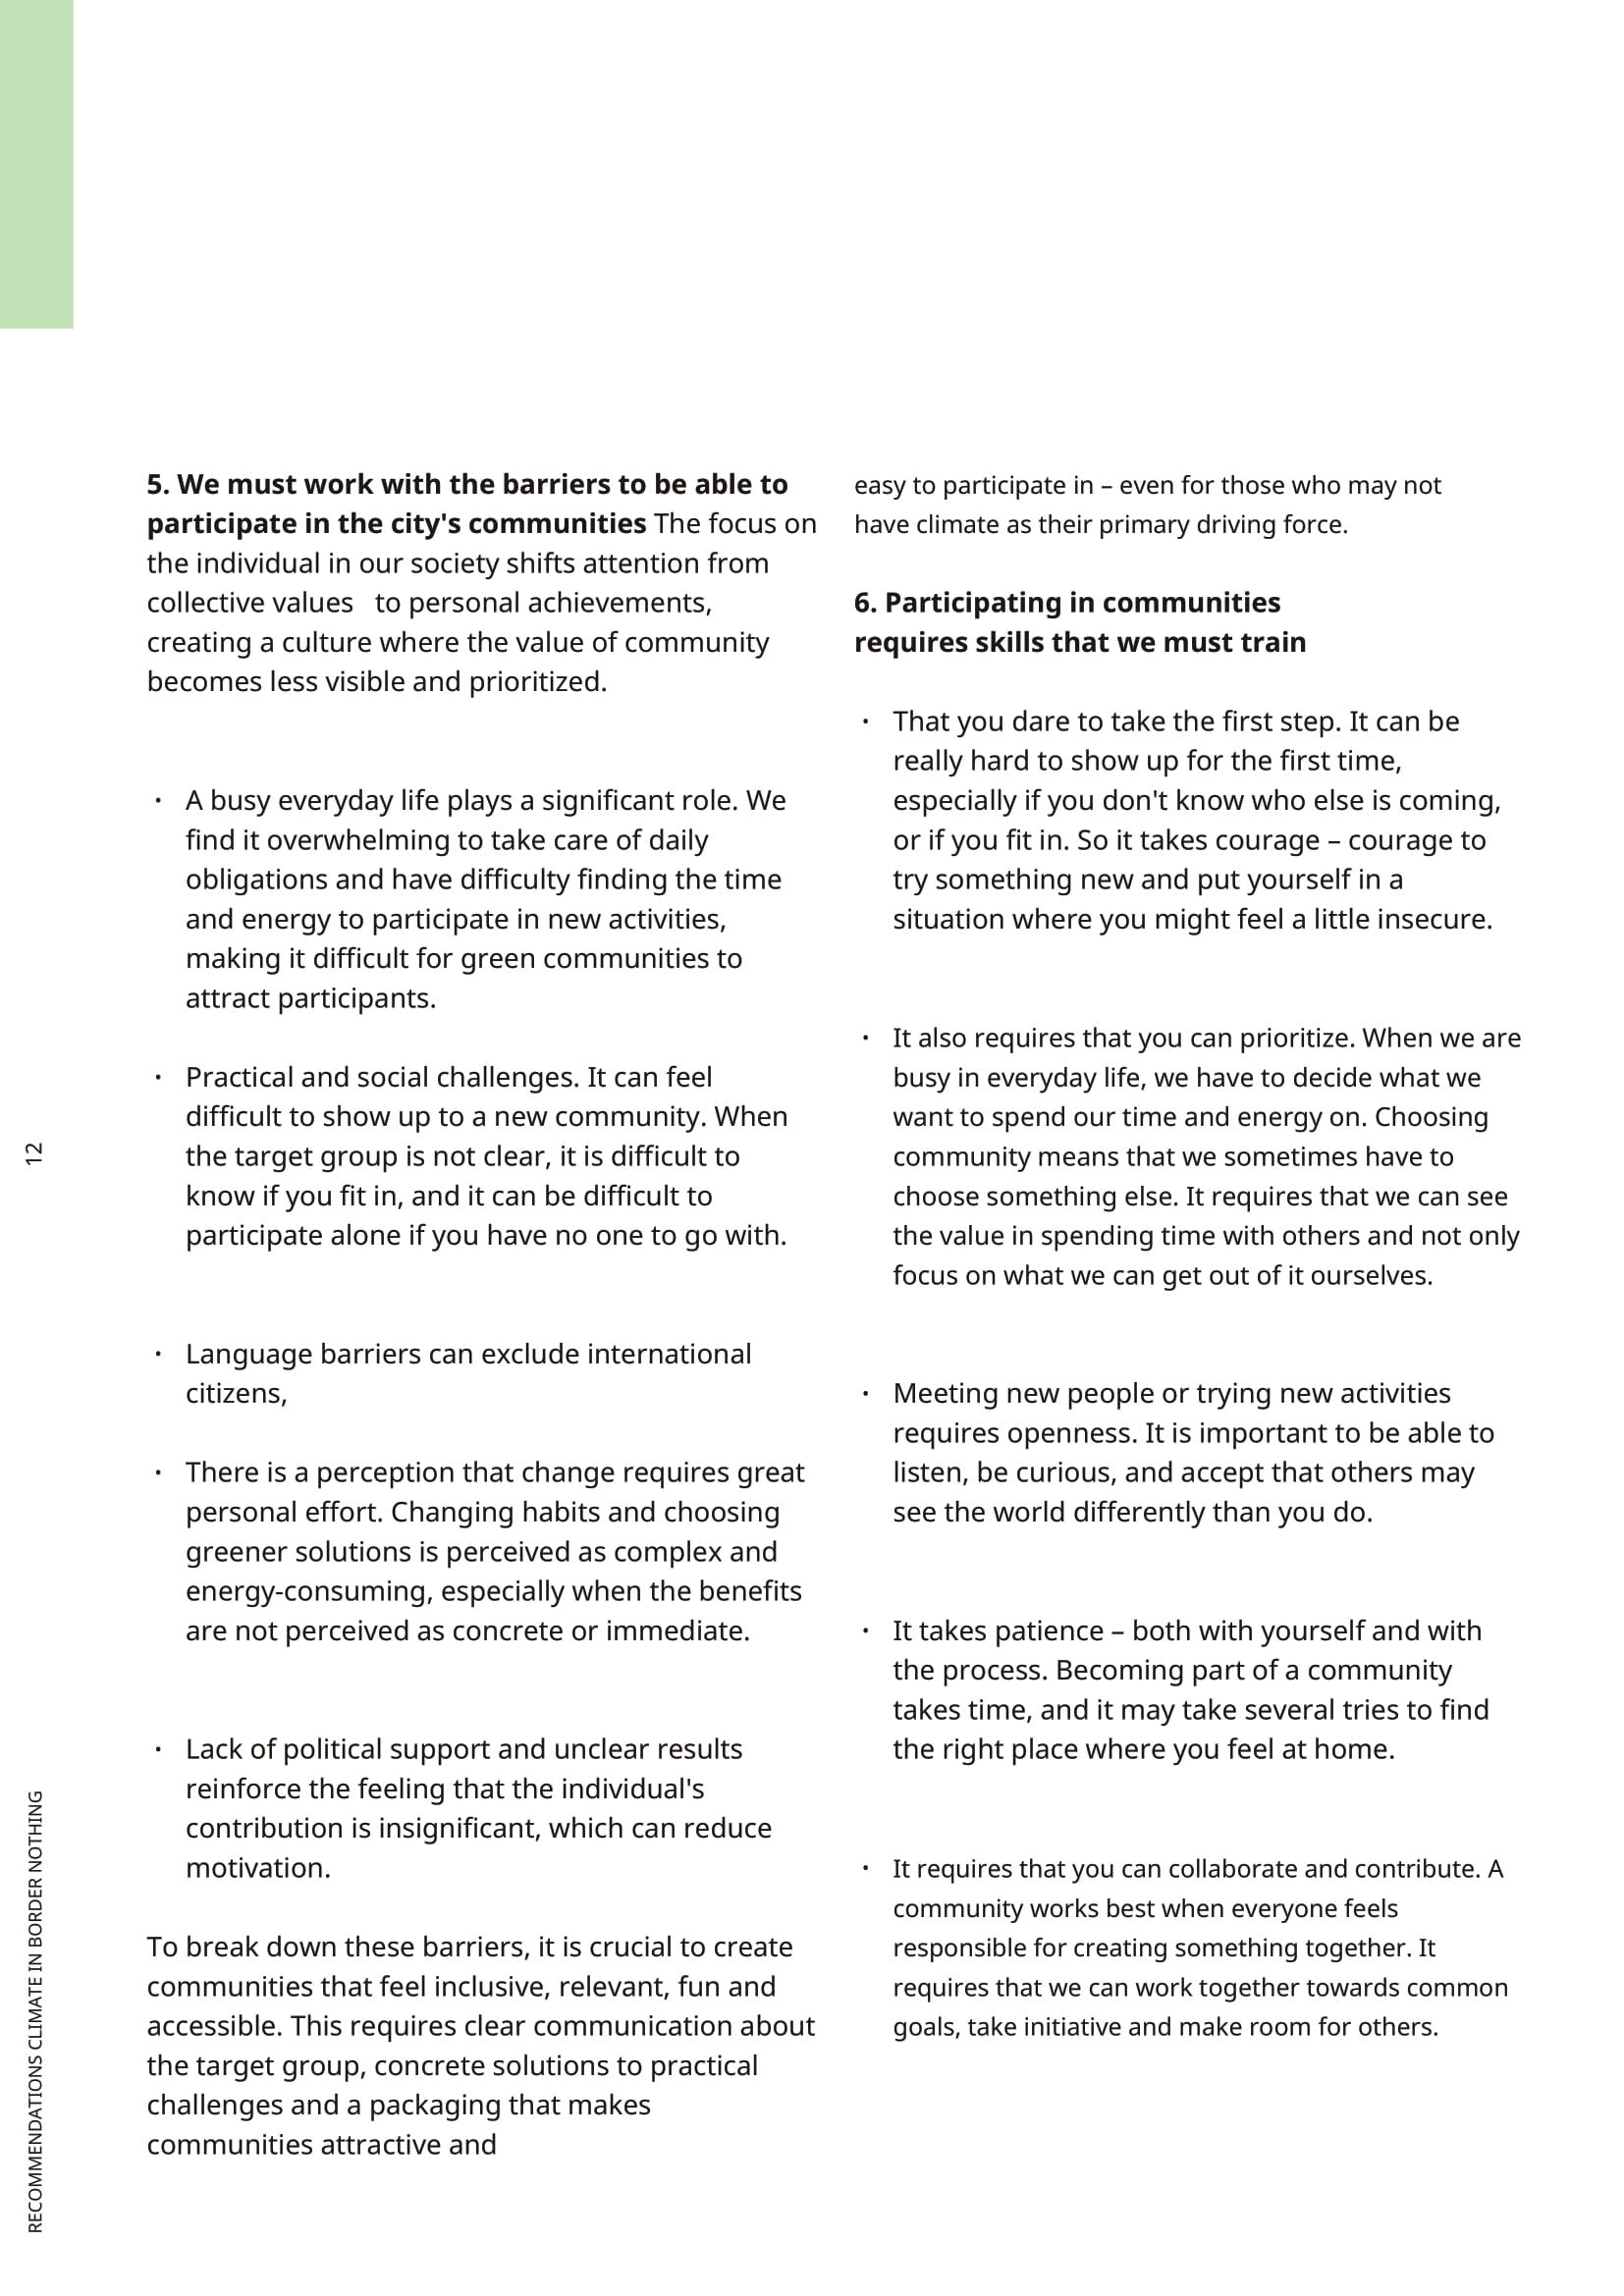 5. We must work with the barriers to be able to
participate in the city's communities The focus on
the individual in our society shifts attention from
collective values   to personal achievements,
creating a culture where the value of community
becomes less visible and prioritized.
· A busy everyday life plays a significant role. We
find it overwhelming to take care of daily
obligations and have difficulty finding the time
and energy to participate in new activities,
making it difficult for green communities to
attract participants.
· Practical and social challenges. It can feel
difficult to show up to a new community. When
the target group is not clear, it is difficult to
know if you fit in, and it can be difficult to
participate alone if you have no one to go with.
· Language barriers can exclude international
citizens,
· There is a perception that change requires great
personal effort. Changing habits and choosing
greener solutions is perceived as complex and
energy-consuming, especially when the benefits
are not perceived as concrete or immediate.
· Lack of political support and unclear results
reinforce the feeling that the individual's
contribution is insignificant, which can reduce
motivation.
To break down these barriers, it is crucial to create
communities that feel inclusive, relevant, fun and
accessible. This requires clear communication about
the target group, concrete solutions to practical
challenges and a packaging that makes
communities attractive and
easy to participate in – even for those who may not
have climate as their primary driving force.
6. Participating in communities
requires skills that we must train
· That you dare to take the first step. It can be
really hard to show up for the first time,
especially if you don't know who else is coming,
or if you fit in. So it takes courage – courage to
try something new and put yourself in a
situation where you might feel a little insecure.
· It also requires that you can prioritize. When we are
busy in everyday life, we have to decide what we
want to spend our time and energy on. Choosing
community means that we sometimes have to
choose something else. It requires that we can see
the value in spending time with others and not only
focus on what we can get out of it ourselves.
· Meeting new people or trying new activities
requires openness. It is important to be able to
listen, be curious, and accept that others may
see the world differently than you do.
· It takes patience – both with yourself and with
the process. Becoming part of a community
takes time, and it may take several tries to find
the right place where you feel at home.
· It requires that you can collaborate and contribute. A
community works best when everyone feels
responsible for creating something together. It
requires that we can work together towards common
goals, take initiative and make room for others.
12
RECOMMENDATIONS CLIMATE IN BORDER NOTHING